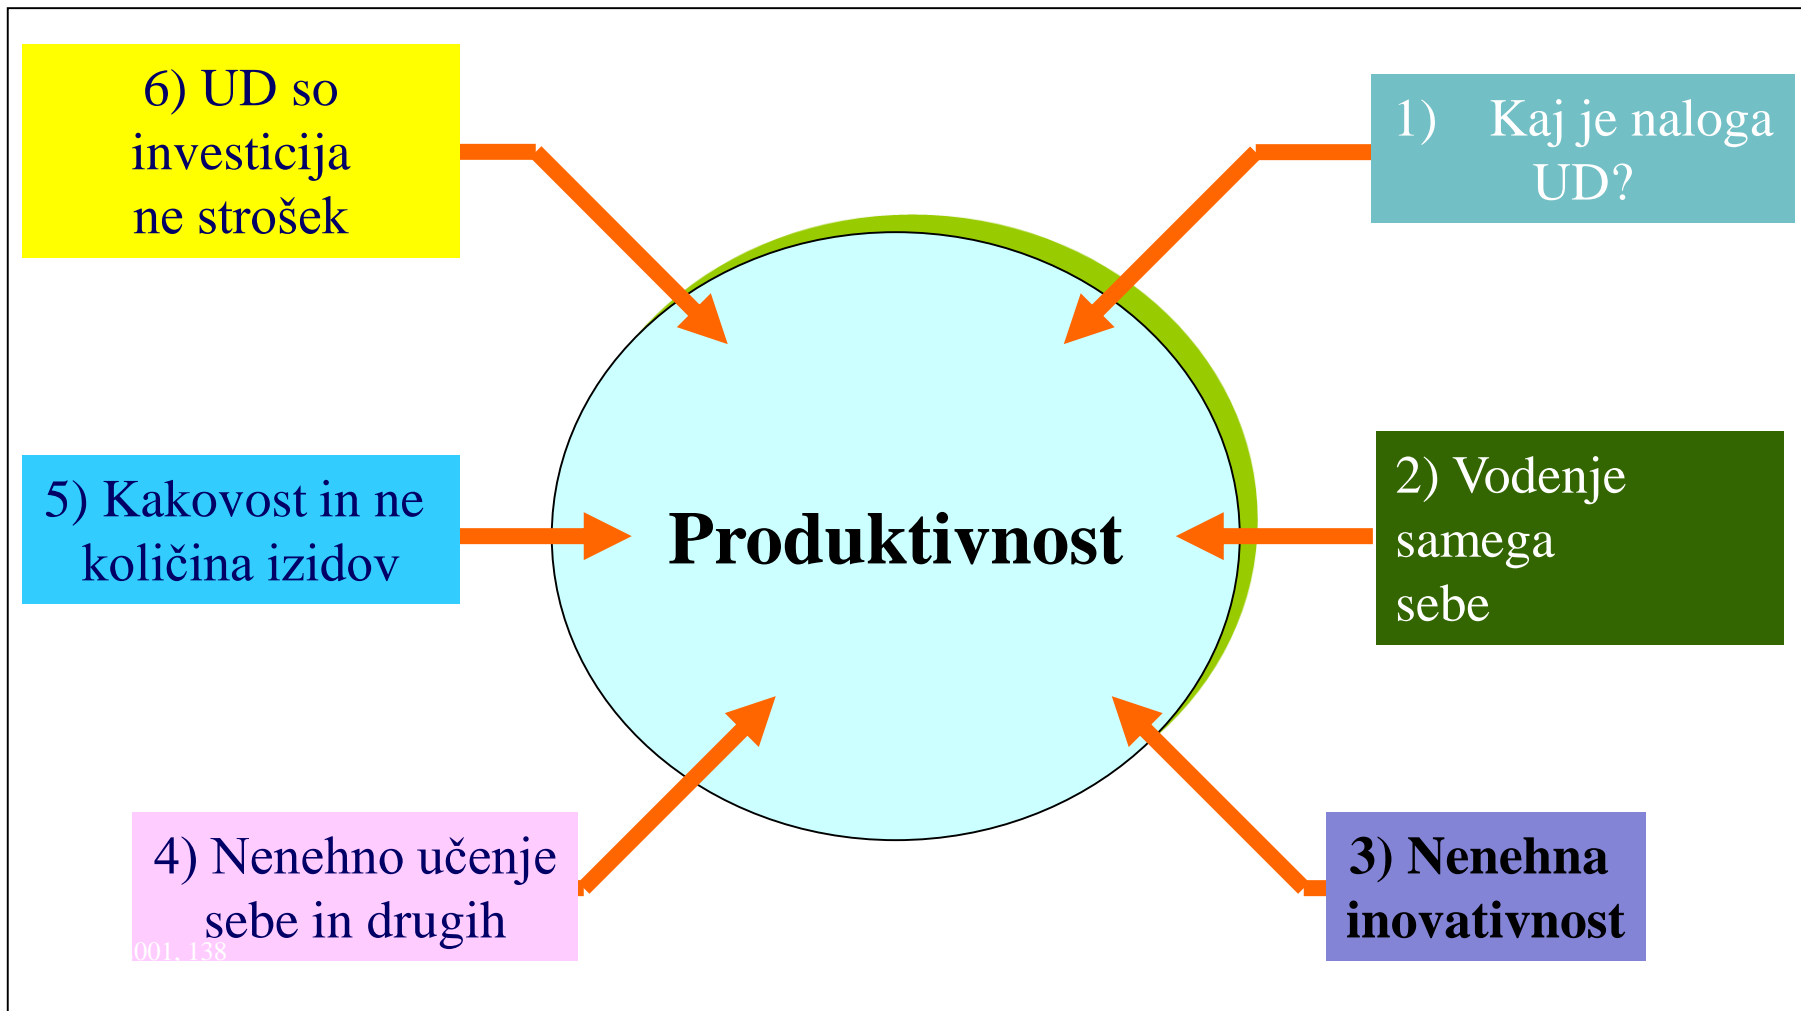 6) UD so
investicija
ne strošek
1) Kaj je naloga
UD?
5) Kakovost in ne
količina izidov
Produktivnost
2) Vodenje
samega
sebe
4) Nenehno učenje
sebe in drugih
001, 138
3) Nenehna
inovativnost